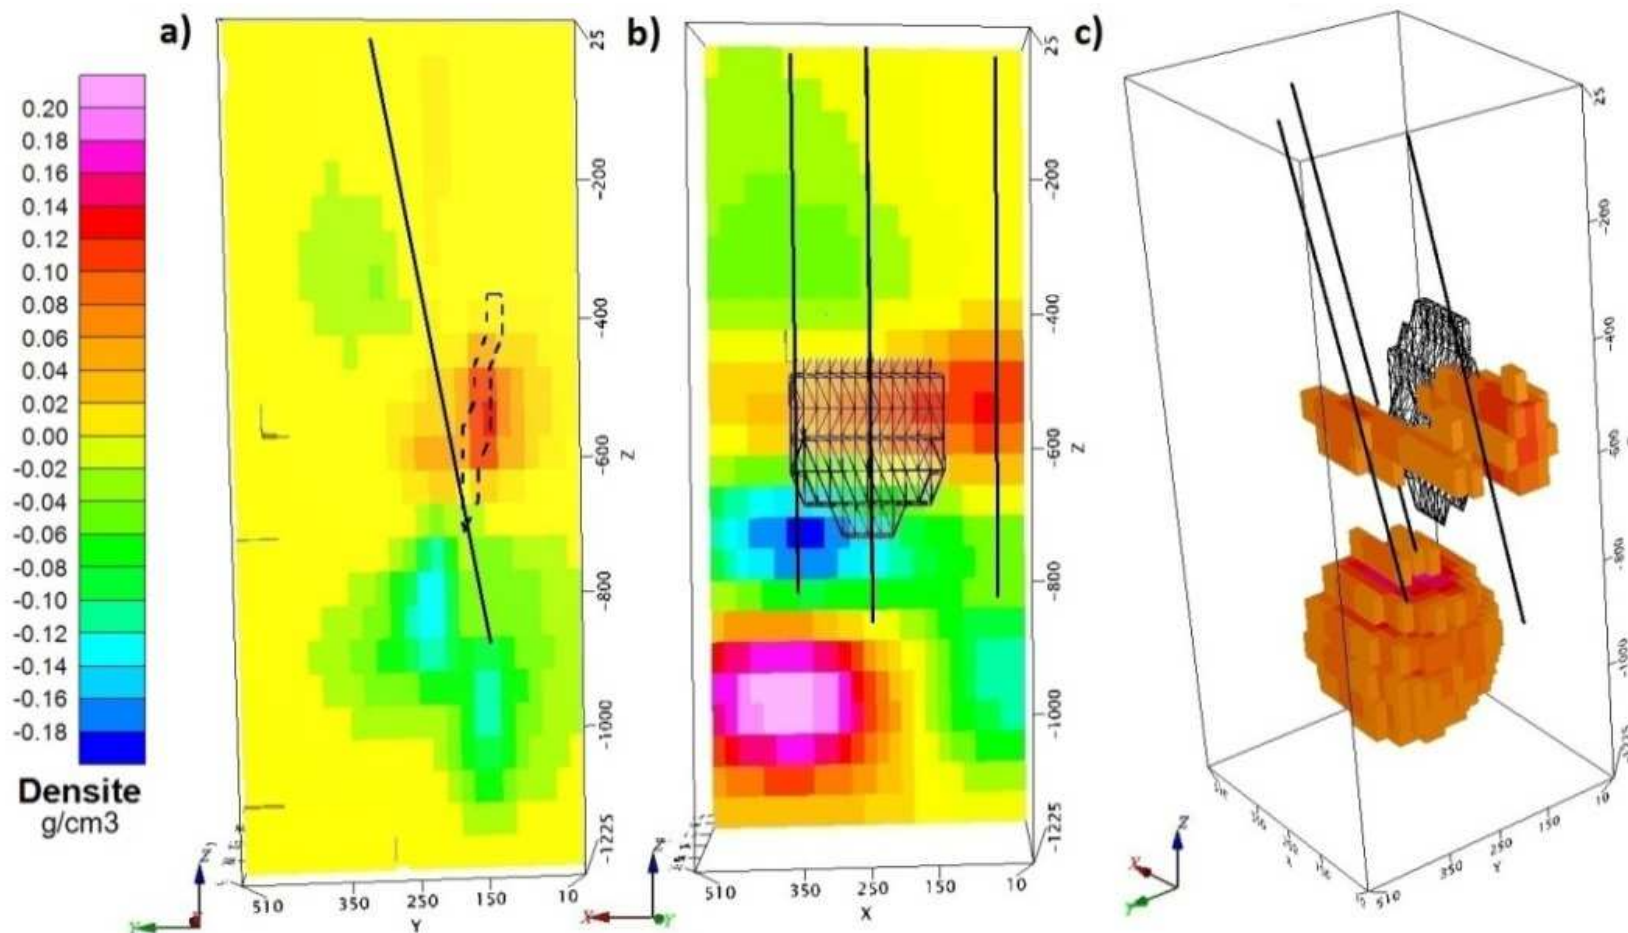 a)
b)
c)
0.20
0.18
0.16
0.14
0.12
0.10
0.08
0.06
0.04
0.02
0.00
-0.02
-0.04
-0.06
-0.08
-0.10
-0.12
-0.14
-0.16
-0.18
Densite
g/cm3
25
-200
-400
-600
Z
-800
-1000
-1225
510
350
250
150
10
Y
Z
Y
25
-200
-400
-600
Z
-800
-1000
-1225
510
350
250
150
10
X
Z
X
Y
25
-200
-400
-600
-800
-1000
10
150
250
Y
350
510
X
Z
X
Y